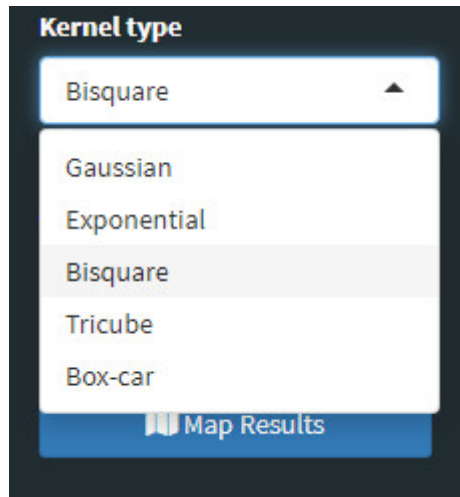 Kernel type
Bisquare
Gaussian
Exponential
Bisquare
Tricube
Box-car
Map Results